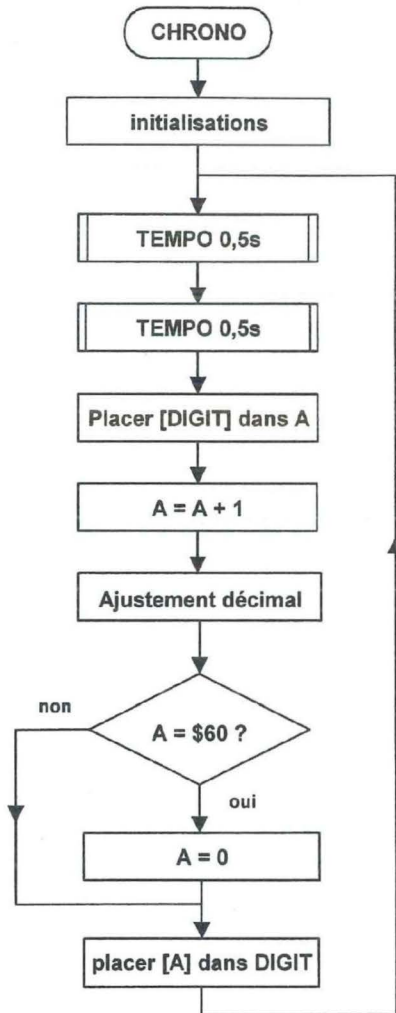 CHRONO
initialisations
TEMPO 0,5s
TEMPO 0,5s
Placer [DIGIT] dans A
A = A + 1
Ajustement décimal
non
A = $60 ?
oui
A = 0
placer [A] dans DIGIT